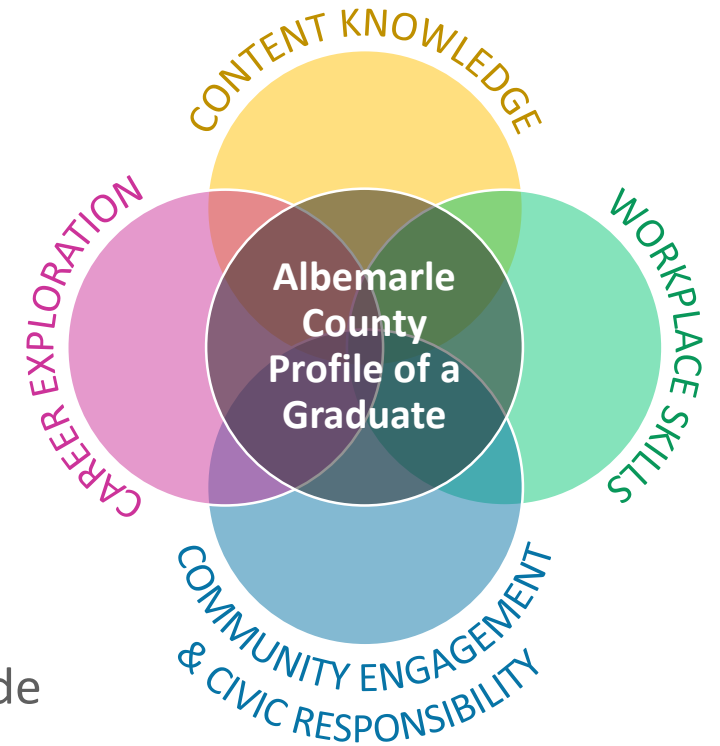 CONTENT KNOWLEDGE
CAREER EXPLORATION
WORKPLACE SKILLS
Albemarle
County
Profile of a
Graduate
COMMUNITY ENGAGEMENT
& CIVIC RESPONSIBILITY